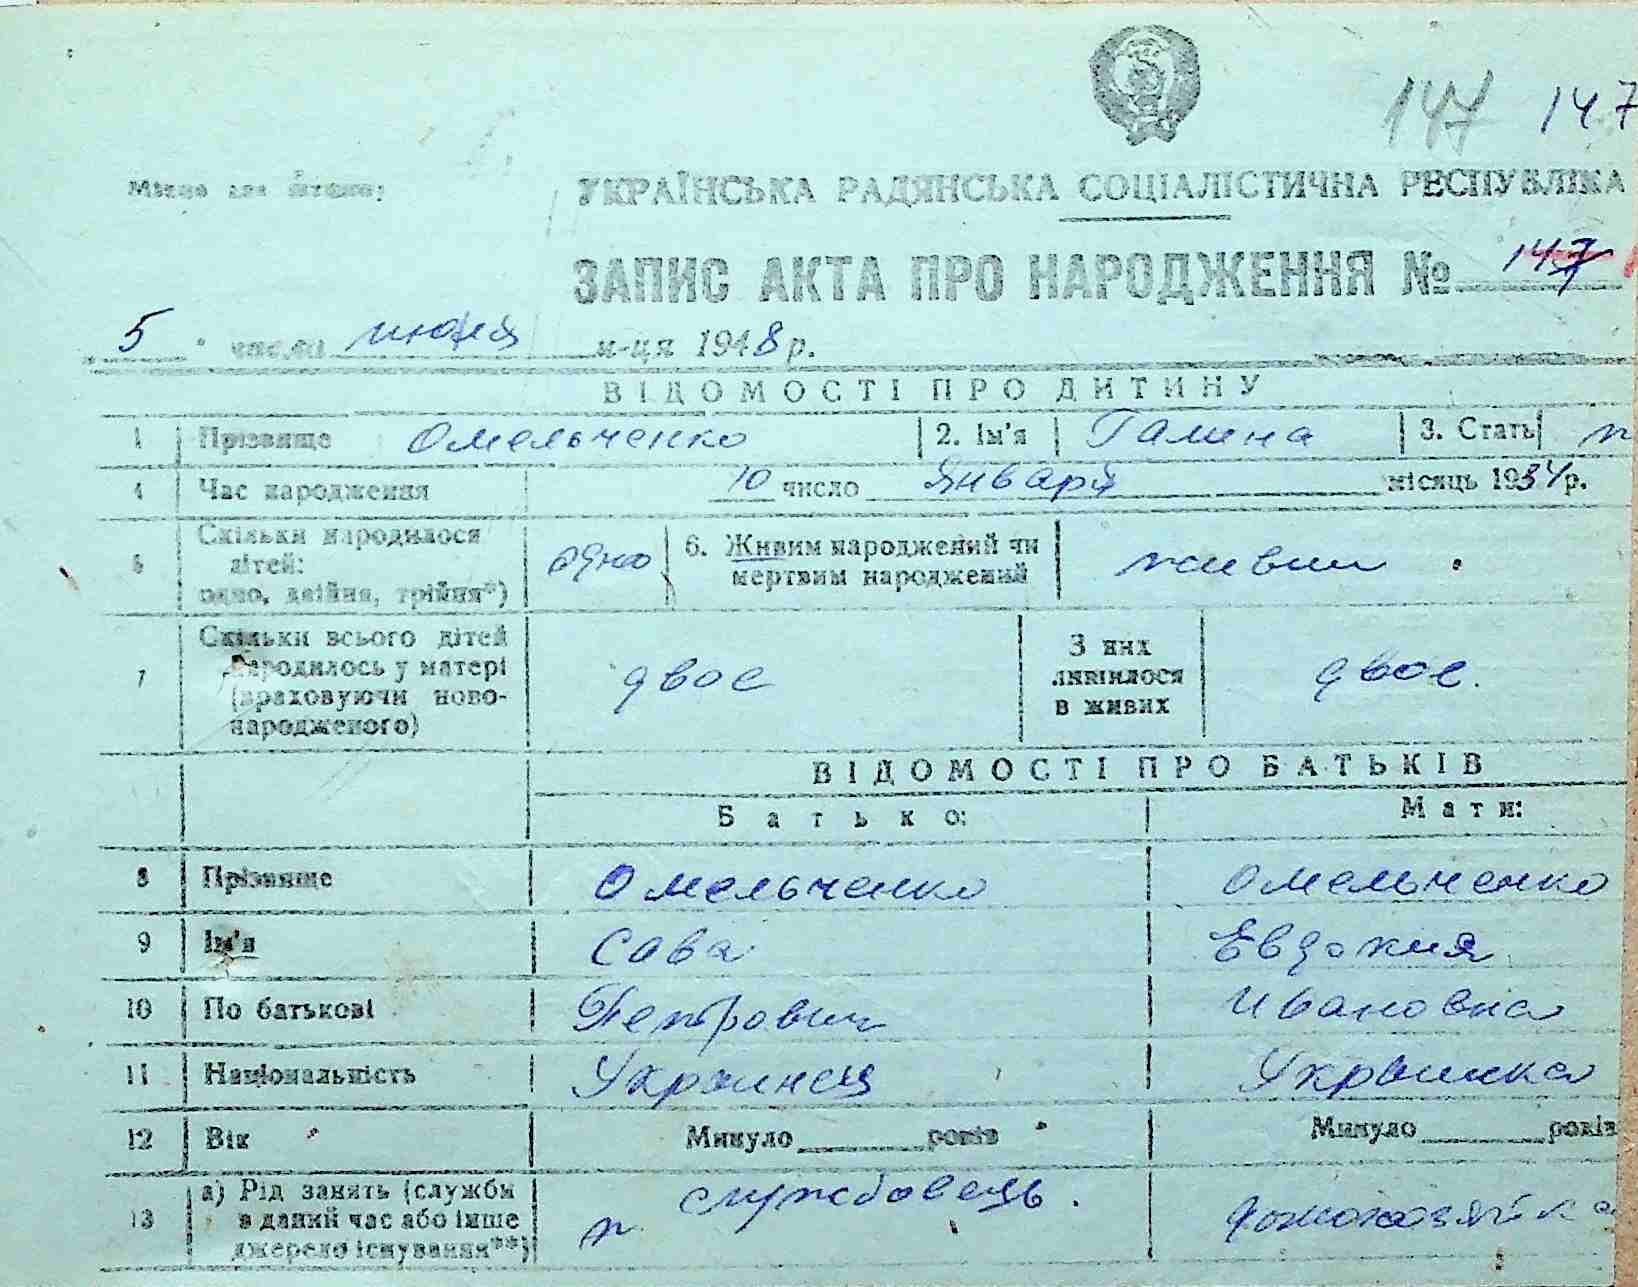 147 147
Місце для штампу:
УКРАЇНСЬКА РАДЯНСЬКА СОЦІАЛІСТИЧНА РЕСПУБЛІКА
ЗАПИС АКТА ПРО НАРОДЖЕННЯ № 147
5 числа м-ця 1948 р.
ВІДОМОСТІ ПРО ДИТИНУ
1 Прізвище Омельченко 2. Ім'я Галина 3. Стать
4 Час народження 10 число Января місяць 1934 р.
5 Скільки народилося дітей: одно, двійня, трійня*) одно 6. Живим народжений чи мертвим народжений живым
7 Скільки всього дітей народилось у матері (враховуючи новонародженого) двое З них лишилося в живих двое.
ВІДОМОСТІ ПРО БАТЬКІВ
Батько: Мати:
8 Прізвище Омельченко Омельченко
9 Ім'я Сава Евдокия
10 По батькові Петрович Ивановна
11 Національність Украинец Украинка
12 Вік Минуло ______ років Минуло ______ років
13 а) Рід занять (служби в даний час або інше джерело існування**) службовець. домохозяйка